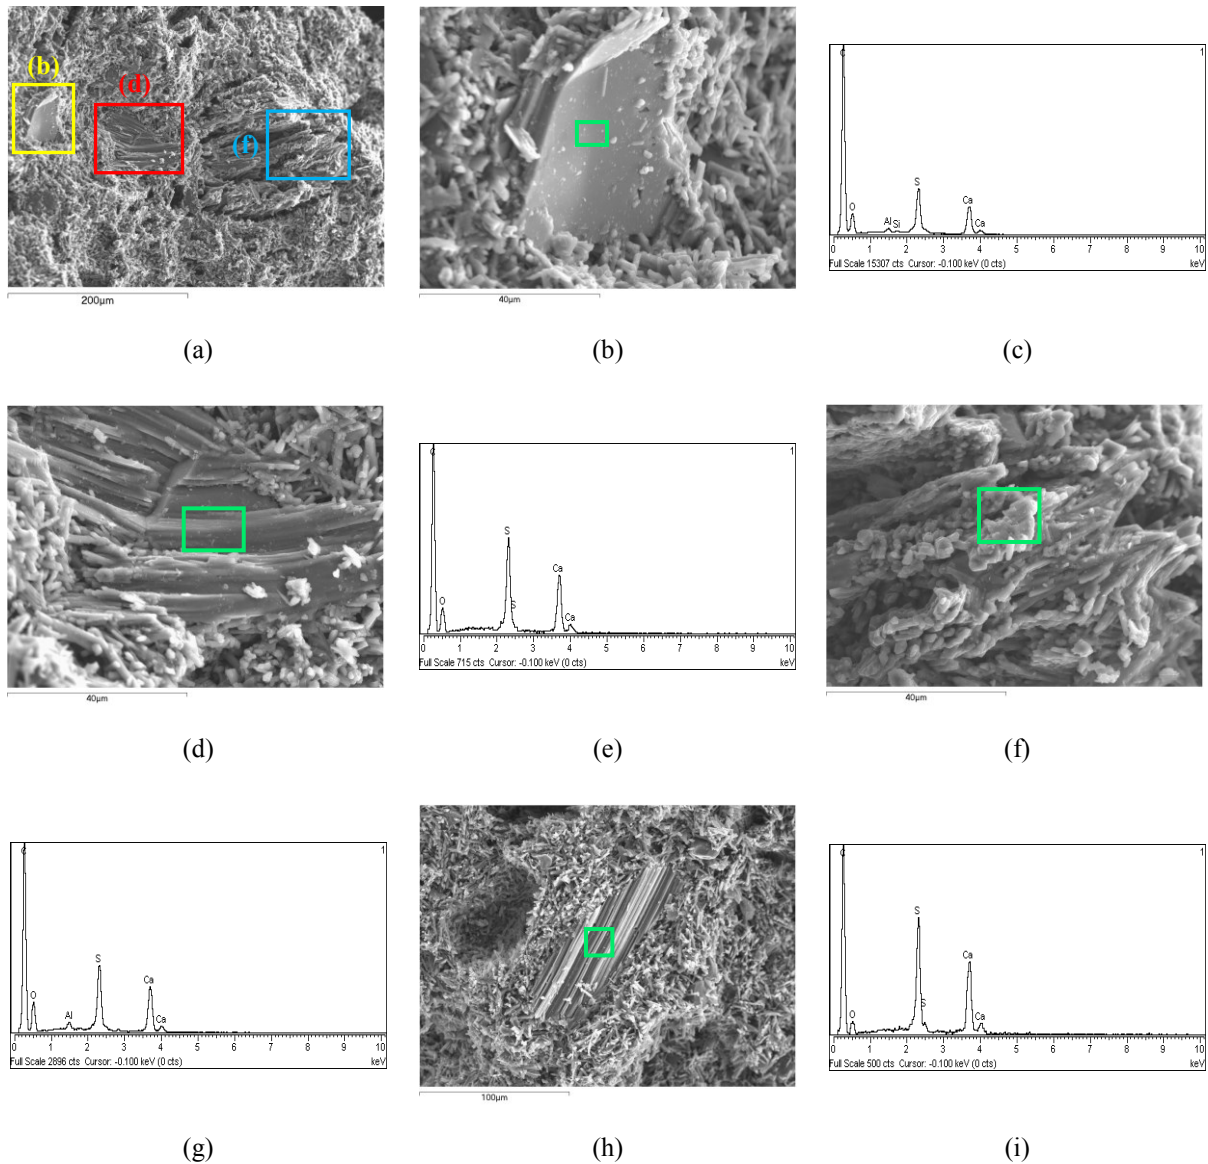 (b)
(d)
(f)
200µm
(a)
40µm
(b)
C
1
O
Al
Si
S
Ca
Ca
0 1 2 3 4 5 6 7 8 9 10
Full Scale 15307 cts Cursor: -0.100 keV (0 cts)
keV
(c)
40µm
(d)
C
1
O
S
S
Ca
Ca
0 1 2 3 4 5 6 7 8 9 10
Full Scale 715 cts Cursor: -0.100 keV (0 cts)
keV
(e)
40µm
(f)
C
1
O
Al
S
Ca
Ca
0 1 2 3 4 5 6 7 8 9 10
Full Scale 2896 cts Cursor: -0.100 keV (0 cts)
keV
(g)
100µm
(h)
C
1
O
S
S
Ca
Ca
0 1 2 3 4 5 6 7 8 9 10
Full Scale 500 cts Cursor: -0.100 keV (0 cts)
keV
(i)